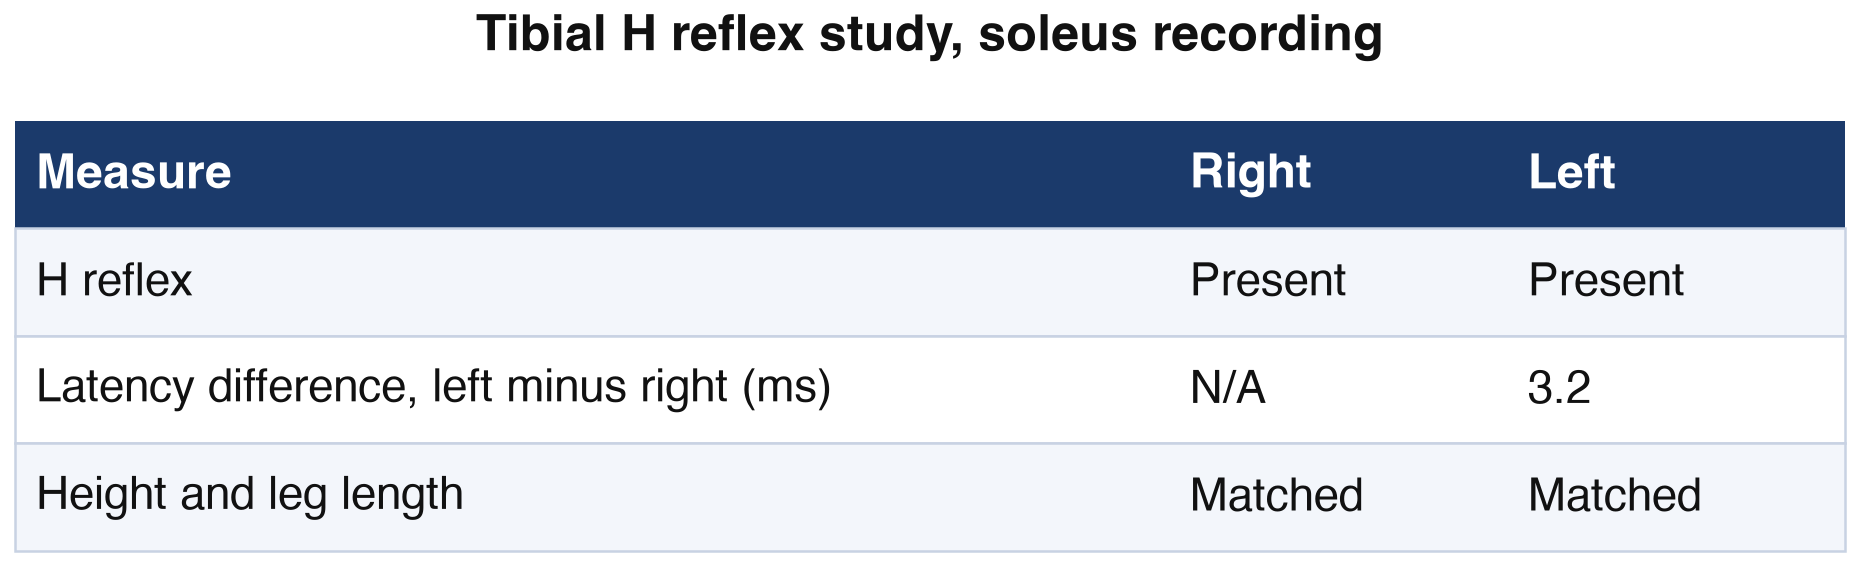 Tibial H reflex study, soleus recording
Measure Right Left
H reflex Present Present
Latency difference, left minus right (ms) N/A 3.2
Height and leg length Matched Matched